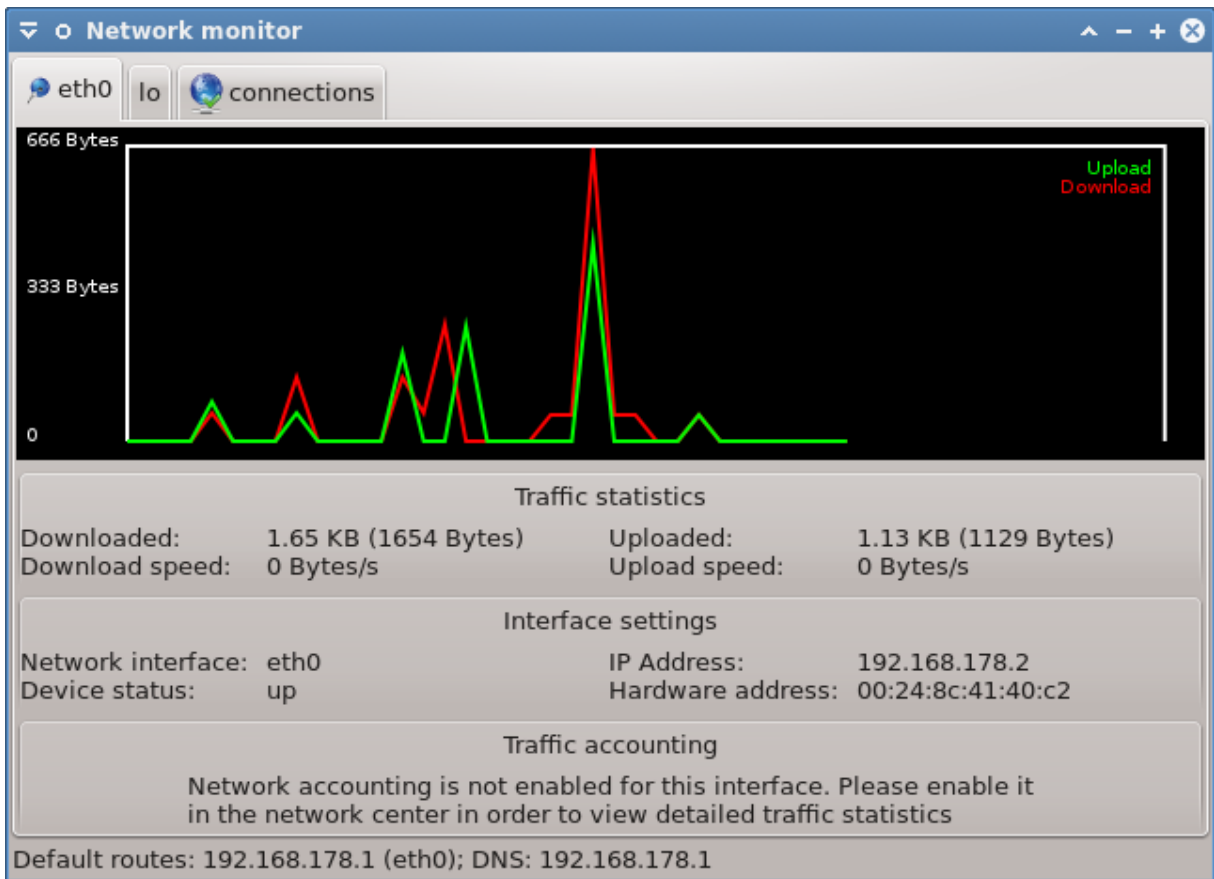 Network monitor
eth0 lo connections
666 Bytes
Upload
Download
333 Bytes
0
Traffic statistics
Downloaded: 1.65 KB (1654 Bytes) Uploaded: 1.13 KB (1129 Bytes)
Download speed: 0 Bytes/s Upload speed: 0 Bytes/s
Interface settings
Network interface: eth0 IP Address: 192.168.178.2
Device status: up Hardware address: 00:24:8c:41:40:c2
Traffic accounting
Network accounting is not enabled for this interface. Please enable it
in the network center in order to view detailed traffic statistics
Default routes: 192.168.178.1 (eth0); DNS: 192.168.178.1